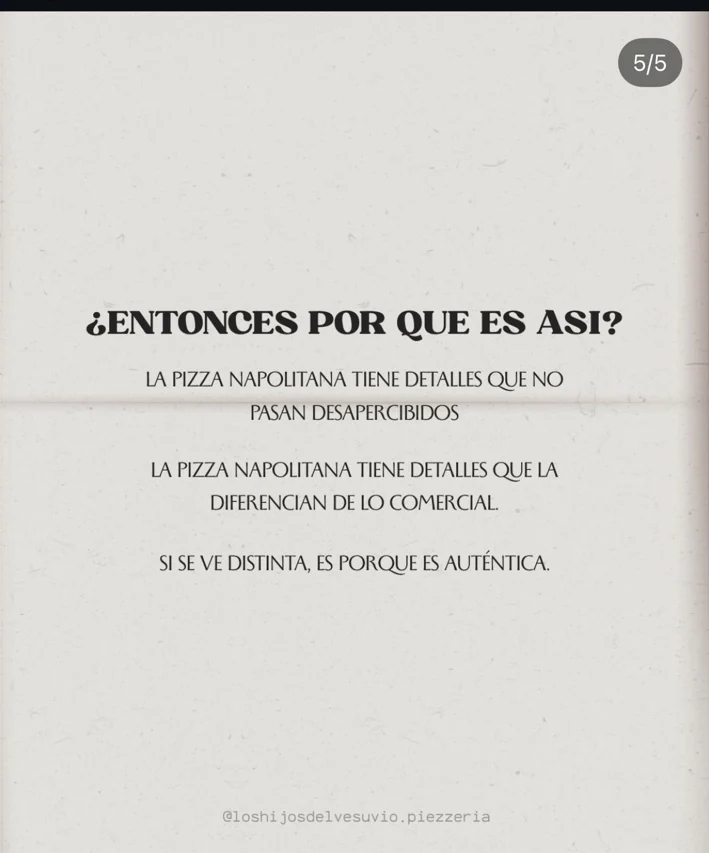 5/5
¿ENTONCES POR QUE ES ASI?
LA PIZZA NAPOLITANA TIENE DETALLES QUE NO
PASAN DESAPERCIBIDOS
LA PIZZA NAPOLITANA TIENE DETALLES QUE LA
DIFERENCIAN DE LO COMERCIAL.
SI SE VE DISTINTA, ES PORQUE ES AUTÉNTICA.
@loshijosdelvesuvio.piezzeria